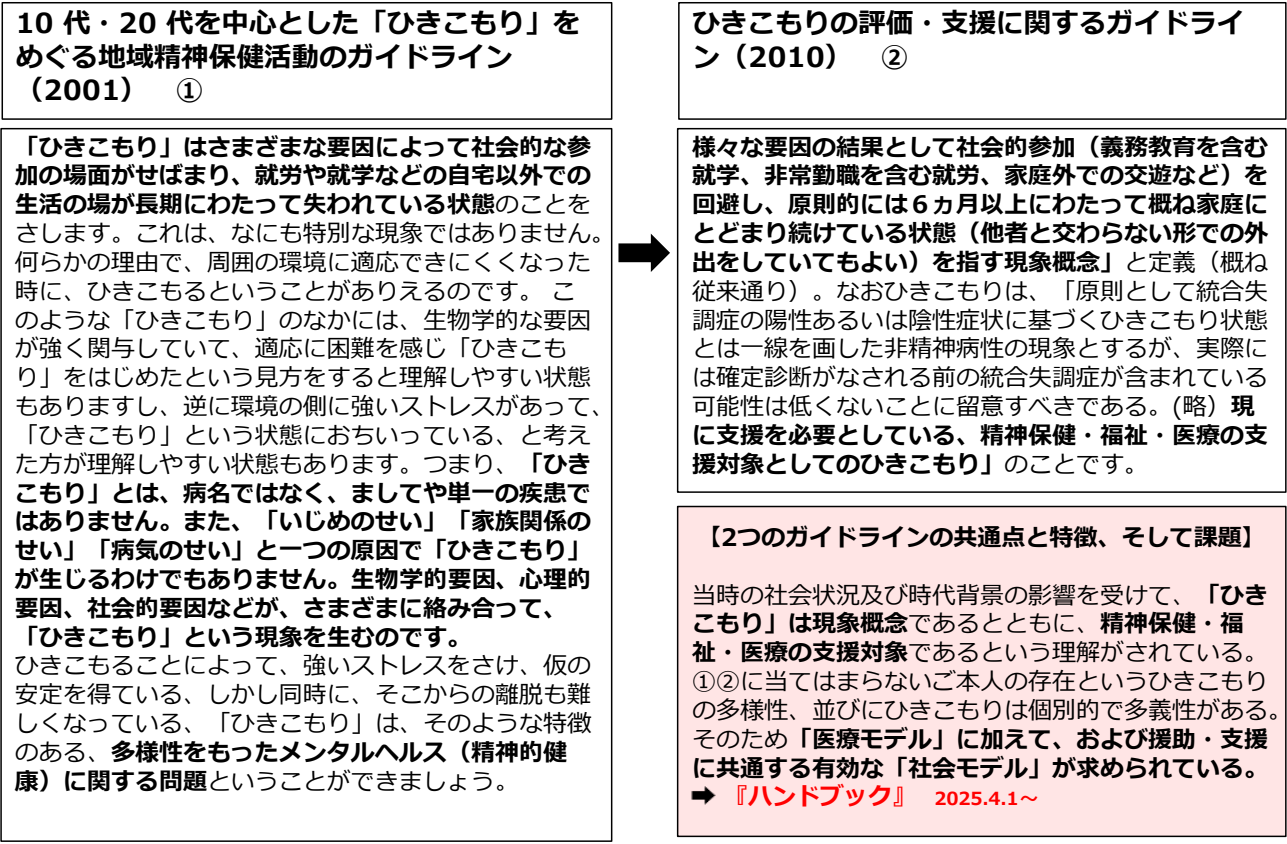 10 代・20 代を中心とした「ひきこもり」を
めぐる地域精神保健活動のガイドライン
（2001） ①
「ひきこもり」はさまざまな要因によって社会的な参
加の場面がせばまり、就労や就学などの自宅以外での
生活の場が長期にわたって失われている状態のことを
さします。これは、なにも特別な現象ではありません。
何らかの理由で、周囲の環境に適応できにくくなった
時に、ひきこもるということがありえるのです。 こ
のような「ひきこもり」のなかには、生物学的な要因
が強く関与していて、適応に困難を感じ「ひきこも
り」をはじめたという見方をすると理解しやすい状態
もありますし、逆に環境の側に強いストレスがあって、
「ひきこもり」という状態におちいっている、と考え
た方が理解しやすい状態もあります。つまり、「ひき
こもり」とは、病名ではなく、ましてや単一の疾患で
はありません。また、「いじめのせい」「家族関係の
せい」「病気のせい」と一つの原因で「ひきこもり」
が生じるわけでもありません。生物学的要因、心理的
要因、社会的要因などが、さまざまに絡み合って、
「ひきこもり」という現象を生むのです。
ひきこもることによって、強いストレスをさけ、仮の
安定を得ている、しかし同時に、そこからの離脱も難
しくなっている、「ひきこもり」は、そのような特徴
のある、多様性をもったメンタルヘルス（精神的健
康）に関する問題ということができましょう。
ひきこもりの評価・支援に関するガイドライ
ン（2010） ②
様々な要因の結果として社会的参加（義務教育を含む
就学、非常勤職を含む就労、家庭外での交遊など）を
回避し、原則的には６ヵ月以上にわたって概ね家庭に
とどまり続けている状態（他者と交わらない形での外
出をしていてもよい）を指す現象概念」と定義（概ね
従来通り）。なおひきこもりは、「原則として統合失
調症の陽性あるいは陰性症状に基づくひきこもり状態
とは一線を画した非精神病性の現象とするが、実際に
は確定診断がなされる前の統合失調症が含まれている
可能性は低くないことに留意すべきである。(略）現
に支援を必要としている、精神保健・福祉・医療の支
援対象としてのひきこもり」のことです。
【2つのガイドラインの共通点と特徴、そして課題】
当時の社会状況及び時代背景の影響を受けて、「ひき
こもり」は現象概念であるとともに、精神保健・福
祉・医療の支援対象であるという理解がされている。
①②に当てはまらないご本人の存在というひきこもり
の多様性、並びにひきこもりは個別的で多義性がある。
そのため「医療モデル」に加えて、および援助・支援
に共通する有効な「社会モデル」が求められている。
➡ 『ハンドブック』 2025.4.1～